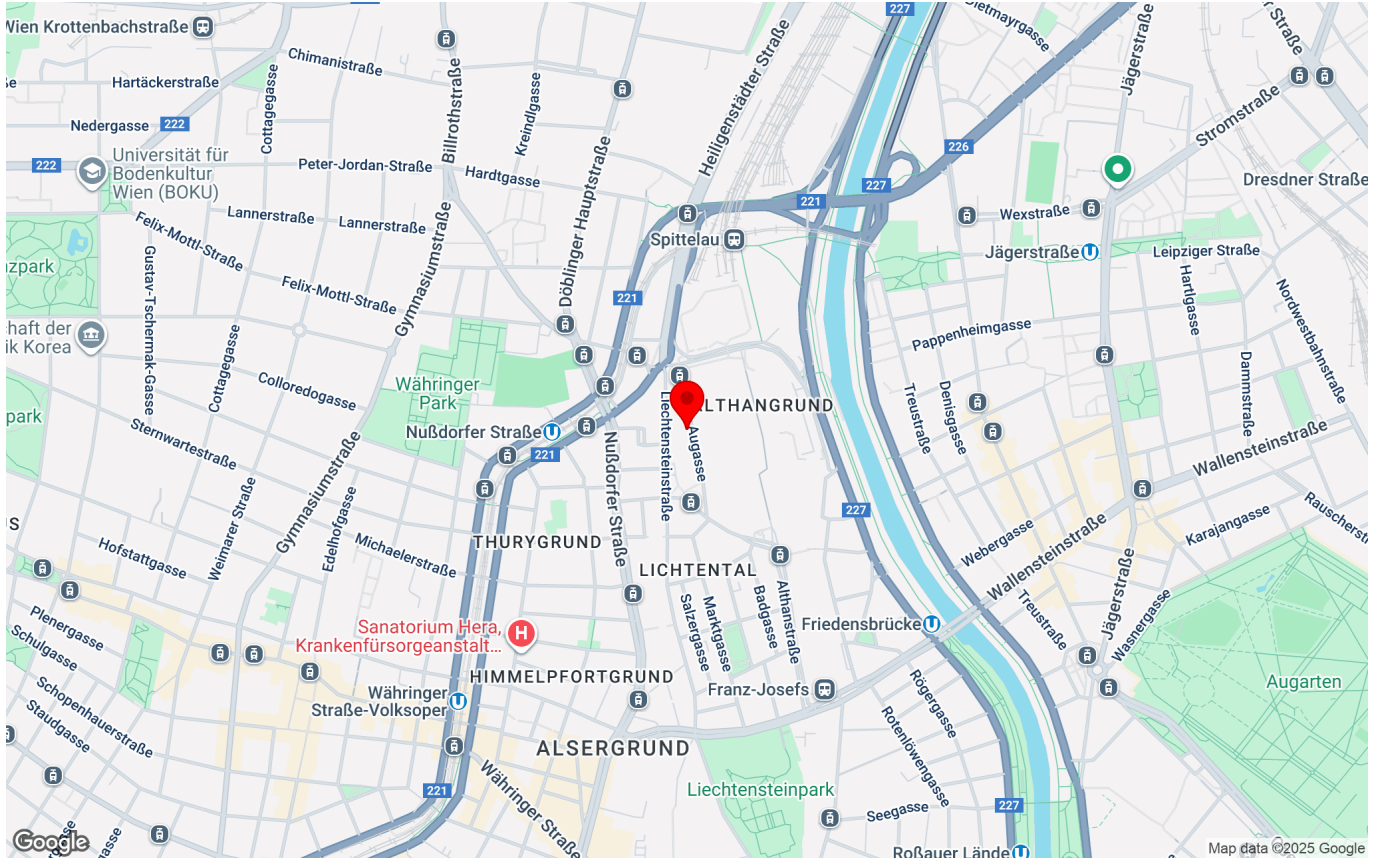 227
Dietmayrgasse
Wien Krottenbachstraße
Chimanistraße
Heiligenstädter Straße
Jägerstraße
Hartäckerstraße
Cottagegasse
Billrothstraße
Kreindlgasse
Stromstraße
Nedergasse
222
226
222
Universität für
Bodenkultur
Wien (BOKU)
Peter-Jordan-Straße
Hardtgasse
Döblinger Hauptstraße
227
Dresdner Straße
221
Lannerstraße
Lannerstraße
Wexstraße
Felix-Mottl-Straße
Gustav-Tschermak-Gasse
Gymnasiumstraße
Spittelau
Jägerstraße
Leipziger Straße
Hartlgasse
Felix-Mottl-Straße
221
Nordwestbahnstraße
Pappenheimgasse
Cottagegasse
Colloredogasse
Währinger
Park
Liechtensteinstraße
ALTHANGRUND
Treustraße
Denisgasse
Dammstraße
park
Sternwartestraße
Nußdorfer Straße
221
Nußdorfer Straße
Augasse
Wallensteinstraße
Gymnasiumstraße
Weimarer Straße
Edelhofgasse
227
Rauscherstr
Karajangasse
Hofstattgasse
Michaelerstraße
THURYGRUND
Webergasse
Wallensteinstraße
LICHTENTAL
Salzergasse
Marktgasse
Badgasse
Althanstraße
Treustraße
Jägerstraße
Wasnergasse
Plenergasse
Schulgasse
Sanatorium Hera,
Krankenfürsorgeanstalt...
H
Friedensbrücke
HIMMELPFORTGRUND
Franz-Josefs
Augarten
Schopenhauerstraße
Staudgasse
Währinger
Straße-Volksoper
Rögergasse
Rotenlöwengasse
ALSERGRUND
Währinger Straße
221
Liechtensteinpark
Seegasse
227
Google
Roßauer Lände
Map data ©2025 Google